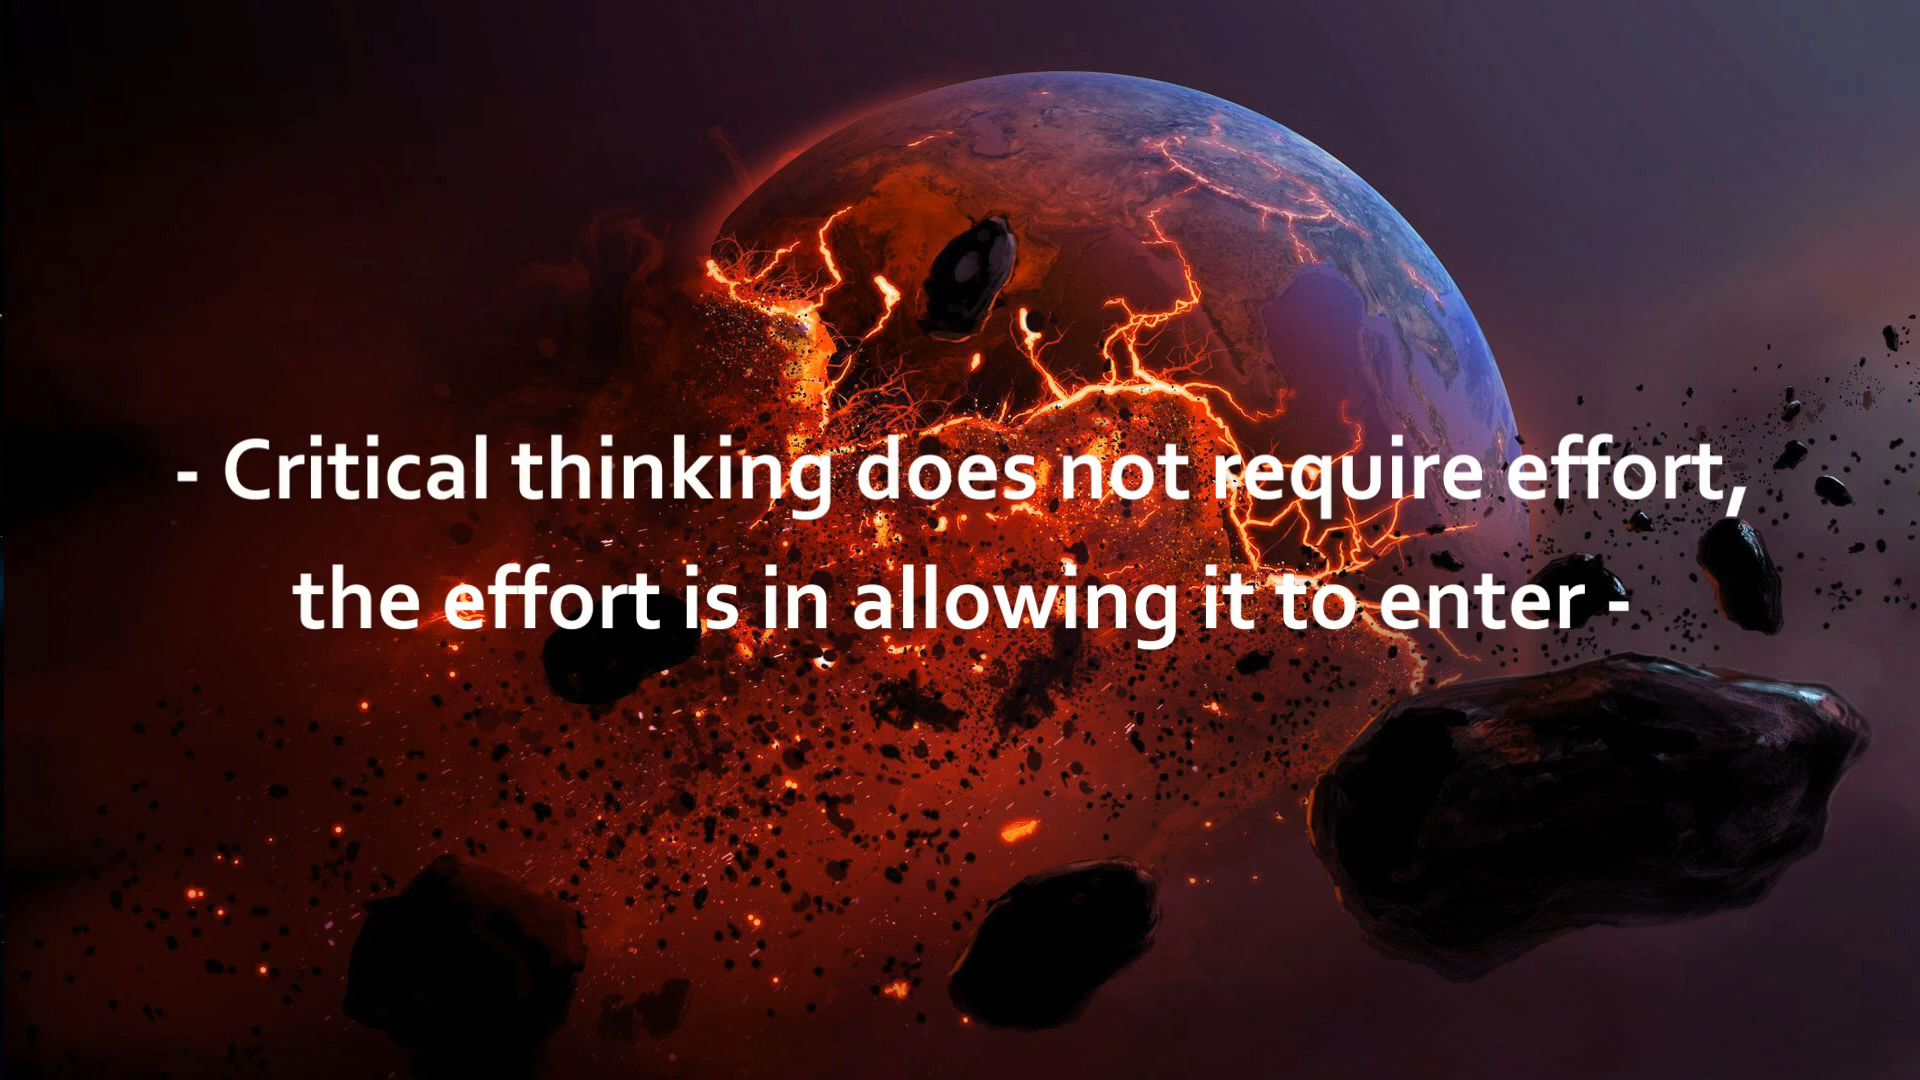 - Critical thinking does not require effort,
the effort is in allowing it to enter -